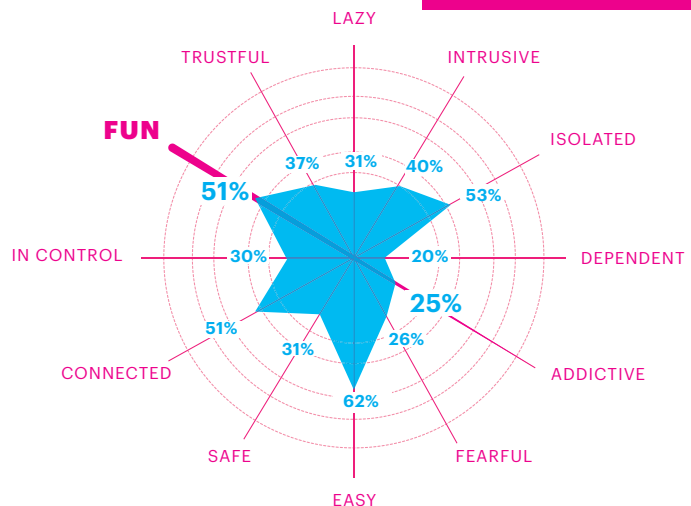 LAZY
TRUSTFUL
INTRUSIVE
FUN
ISOLATED
37%
31%
40%
51%
53%
IN CONTROL
30%
20%
DEPENDENT
25%
51%
31%
26%
CONNECTED
ADDICTIVE
62%
SAFE
FEARFUL
EASY